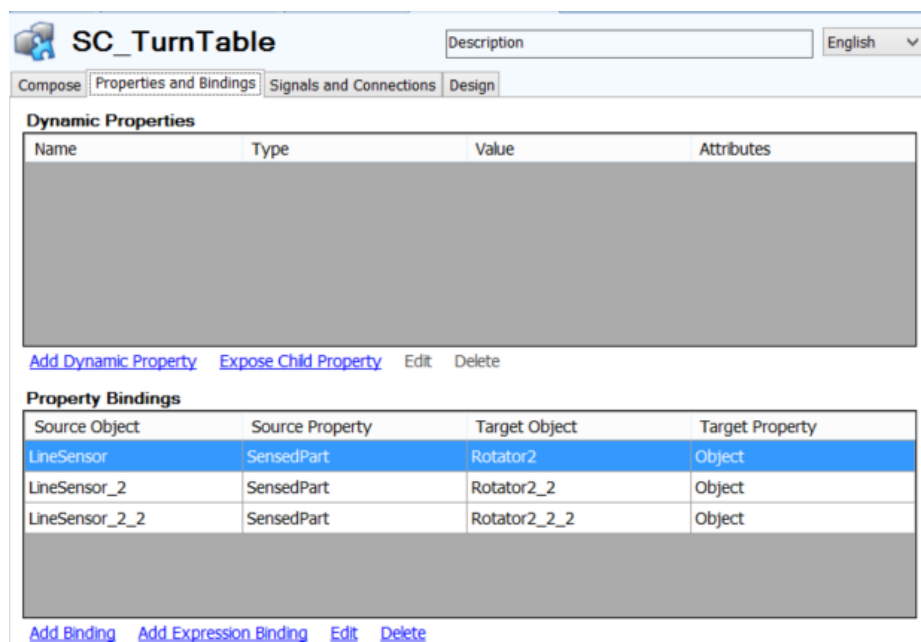 SC_TurnTable Description English
Compose Properties and Bindings Signals and Connections Design
Dynamic Properties
Name Type Value Attributes
Add Dynamic Property Expose Child Property Edit Delete
Property Bindings
Source Object Source Property Target Object Target Property
LineSensor SensedPart Rotator2 Object
LineSensor_2 SensedPart Rotator2_2 Object
LineSensor_2_2 SensedPart Rotator2_2_2 Object
Add Binding Add Expression Binding Edit Delete